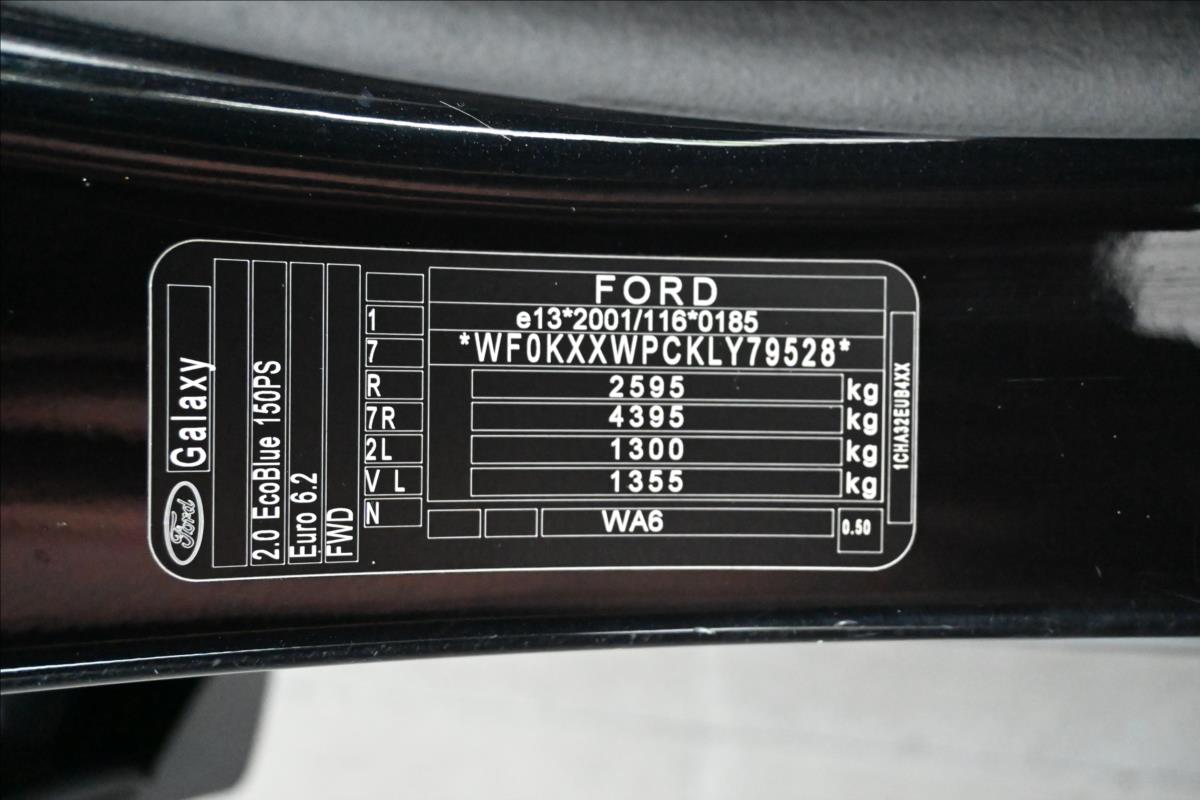 FORD
e13*2001/116*0185
*WF0KXXWPCKLY79528*
2595 kg
4395 kg
1300 kg
1355 kg
WA6
0.50
1
7
R
7R
2L
V L
N
Ford
Galaxy
2.0 EcoBlue 150PS
Euro 6.2
FWD
1CHA32EUB4XX